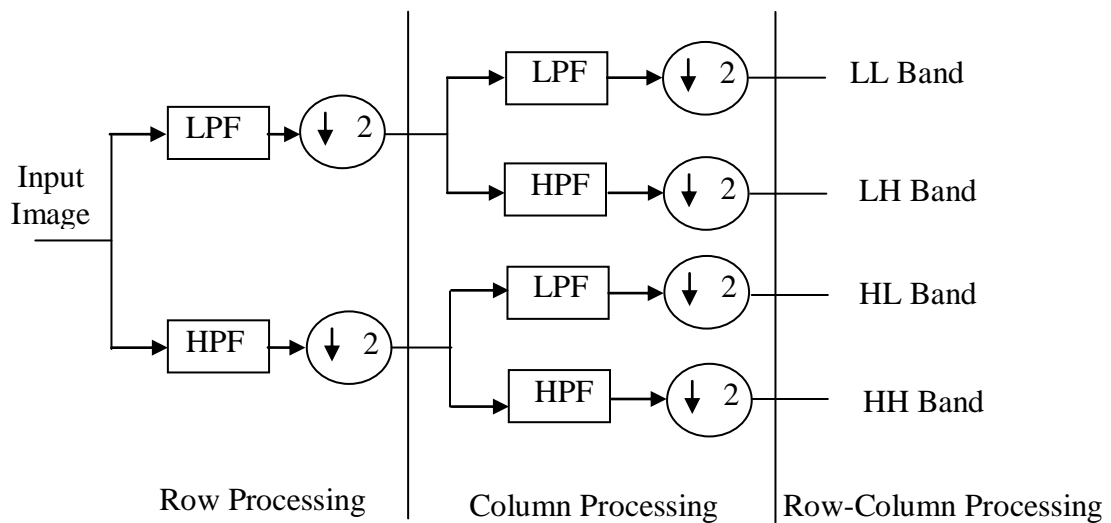 LPF
↓ 2
LL Band
LPF
↓ 2
Input
Image
HPF
↓ 2
LH Band
LPF
↓ 2
HL Band
HPF
↓ 2
HPF
↓ 2
HH Band
Row Processing
Column Processing
Row-Column Processing